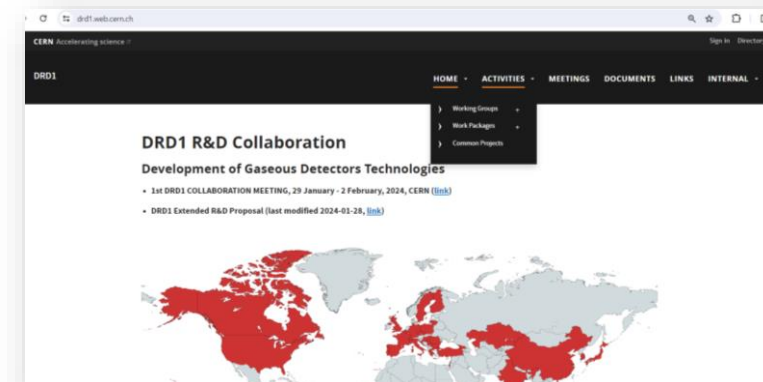 drd1.web.cern.ch
CERN Accelerating science
Sign in Director
DRD1
HOME ACTIVITIES MEETINGS DOCUMENTS LINKS INTERNAL
Working Groups +
Work Packages +
Common Projects
DRD1 R&D Collaboration
Development of Gaseous Detectors Technologies
• 1st DRD1 COLLABORATION MEETING, 29 January - 2 February, 2024, CERN (link)
• DRD1 Extended R&D Proposal (last modified 2024-01-28, link)